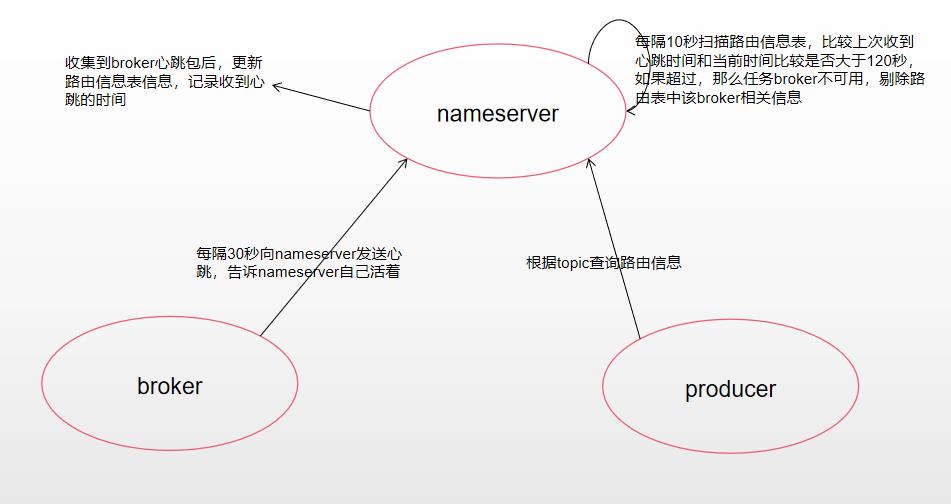 收集到broker心跳包后，更新
路由信息表信息，记录收到心
跳的时间
每隔10秒扫描路由信息表，比较上次收到
心跳时间和当前时间比较是否大于120秒，
如果超过，那么任务broker不可用，剔除路
由表中该broker相关信息
nameserver
每隔30秒向nameserver发送心
跳，告诉nameserver自己活着
根据topic查询路由信息
broker
producer